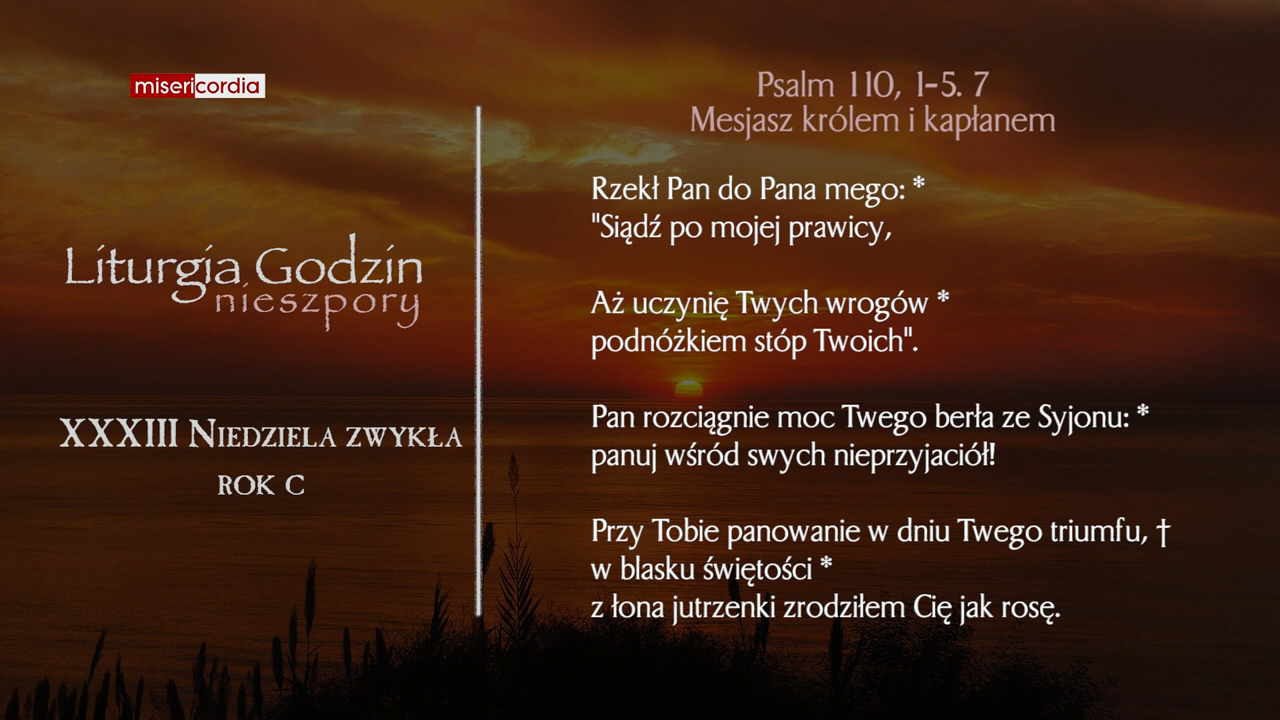 misericordia
Liturgia Godzin
nieszpory
XXXIII Niedziela zwykła
rok C
Psalm 110, 1-5. 7
Mesjasz królem i kapłanem
Rzekł Pan do Pana mego: *
"Siądź po mojej prawicy,
Aż uczynię Twych wrogów *
podnóżkiem stóp Twoich".
Pan rozciągnie moc Twego berła ze Syjonu: *
panuj wśród swych nieprzyjaciół!
Przy Tobie panowanie w dniu Twego triumfu, †
w blasku świętości *
z łona jutrzenki zrodziłem Cię jak rosę.